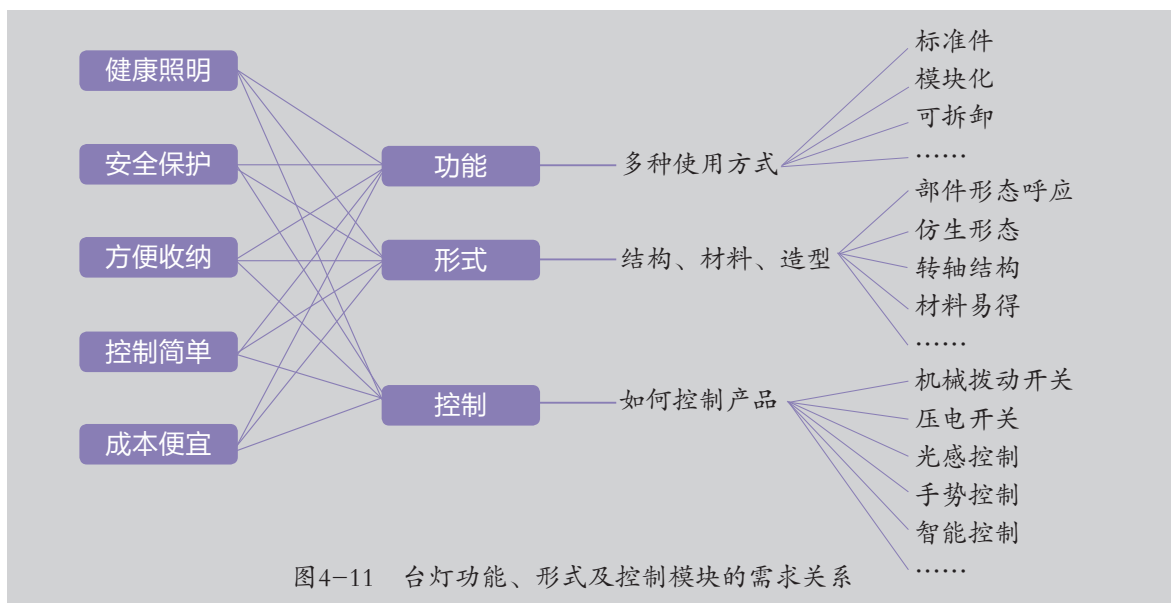 健康照明
安全保护
方便收纳
控制简单
成本便宜
功能
形式
控制
多种使用方式
结构、材料、造型
如何控制产品
标准件
模块化
可拆卸
……
部件形态呼应
仿生形态
转轴结构
材料易得
……
机械拨动开关
压电开关
光感控制
手势控制
智能控制
……
图4-11 台灯功能、形式及控制模块的需求关系